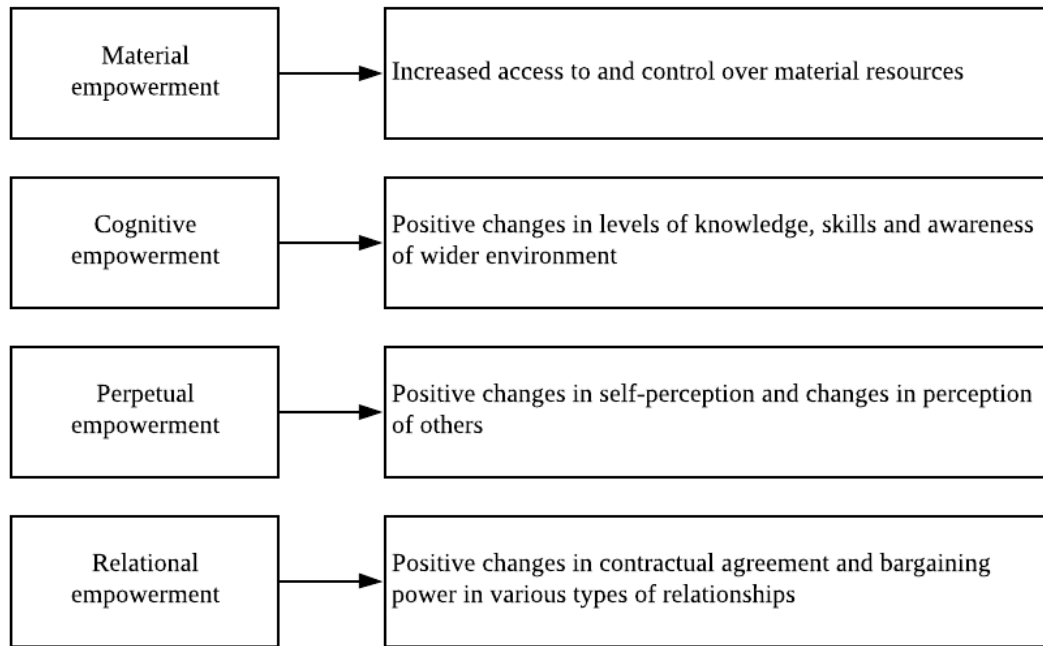 Material
empowerment
Increased access to and control over material resources
Cognitive
empowerment
Positive changes in levels of knowledge, skills and awareness
of wider environment
Perpetual
empowerment
Positive changes in self-perception and changes in perception
of others
Relational
empowerment
Positive changes in contractual agreement and bargaining
power in various types of relationships